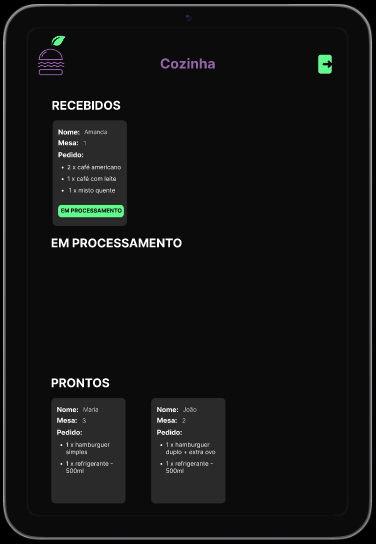 Cozinha
RECEBIDOS
Nome: Amanda
Mesa: 1
Pedido:
• 2 x café americano
• 1 x café com leite
• 1 x misto quente
EM PROCESSAMENTO
EM PROCESSAMENTO
PRONTOS
Nome: Maria
Mesa: 3
Pedido:
• 1 x hamburguer
simples
• 1 x refrigerante -
500ml
Nome: João
Mesa: 2
Pedido:
• 1 x hamburguer
duplo + extra ovo
• 1 x refrigerante -
500ml